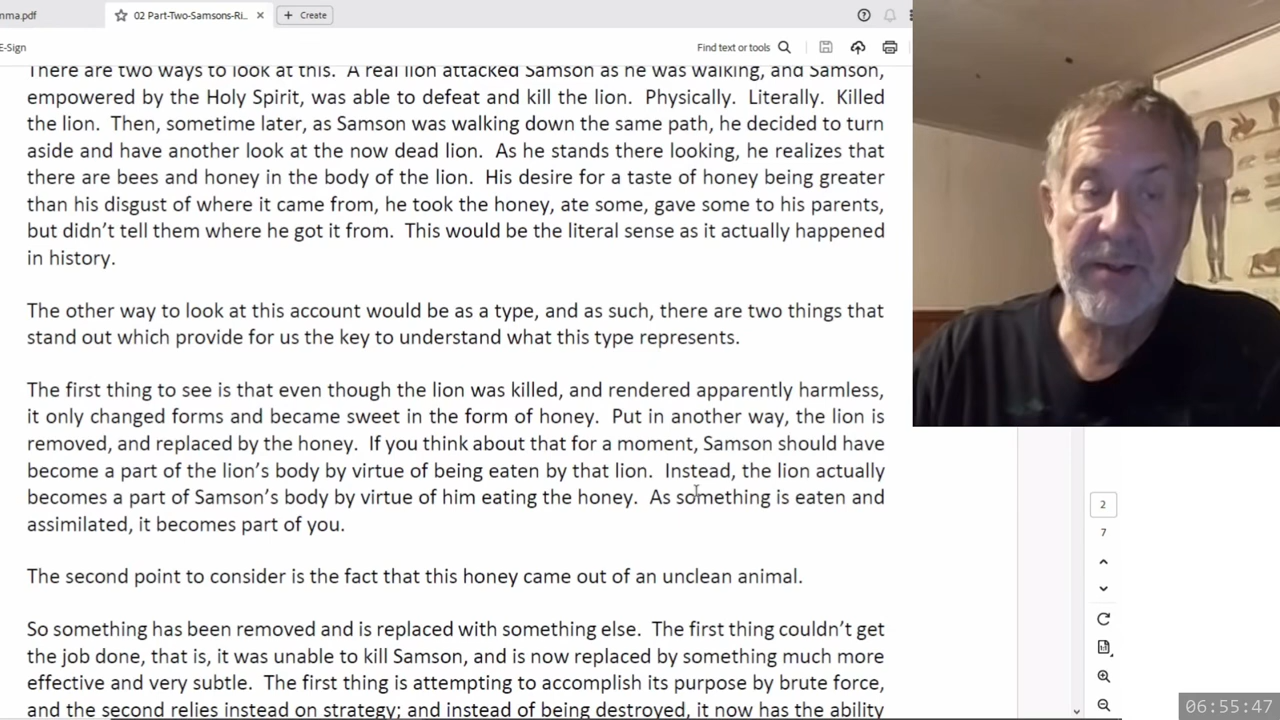 mma.pdf
02 Part-Two-Samsons-Ri...
Create
E-Sign
Find text or tools
There are two ways to look at this. A real lion attacked Samson as he was walking, and Samson,
empowered by the Holy Spirit, was able to defeat and kill the lion. Physically. Literally. Killed
the lion. Then, sometime later, as Samson was walking down the same path, he decided to turn
aside and have another look at the now dead lion. As he stands there looking, he realizes that
there are bees and honey in the body of the lion. His desire for a taste of honey being greater
than his disgust of where it came from, he took the honey, ate some, gave some to his parents,
but didn’t tell them where he got it from. This would be the literal sense as it actually happened
in history.
The other way to look at this account would be as a type, and as such, there are two things that
stand out which provide for us the key to understand what this type represents.
The first thing to see is that even though the lion was killed, and rendered apparently harmless,
it only changed forms and became sweet in the form of honey. Put in another way, the lion is
removed, and replaced by the honey. If you think about that for a moment, Samson should have
become a part of the lion’s body by virtue of being eaten by that lion. Instead, the lion actually
becomes a part of Samson’s body by virtue of him eating the honey. As something is eaten and
assimilated, it becomes part of you.
The second point to consider is the fact that this honey came out of an unclean animal.
So something has been removed and is replaced with something else. The first thing couldn’t get
the job done, that is, it was unable to kill Samson, and is now replaced by something much more
effective and very subtle. The first thing is attempting to accomplish its purpose by brute force,
and the second relies instead on strategy; and instead of being destroyed, it now has the ability
2
7
06:55:47